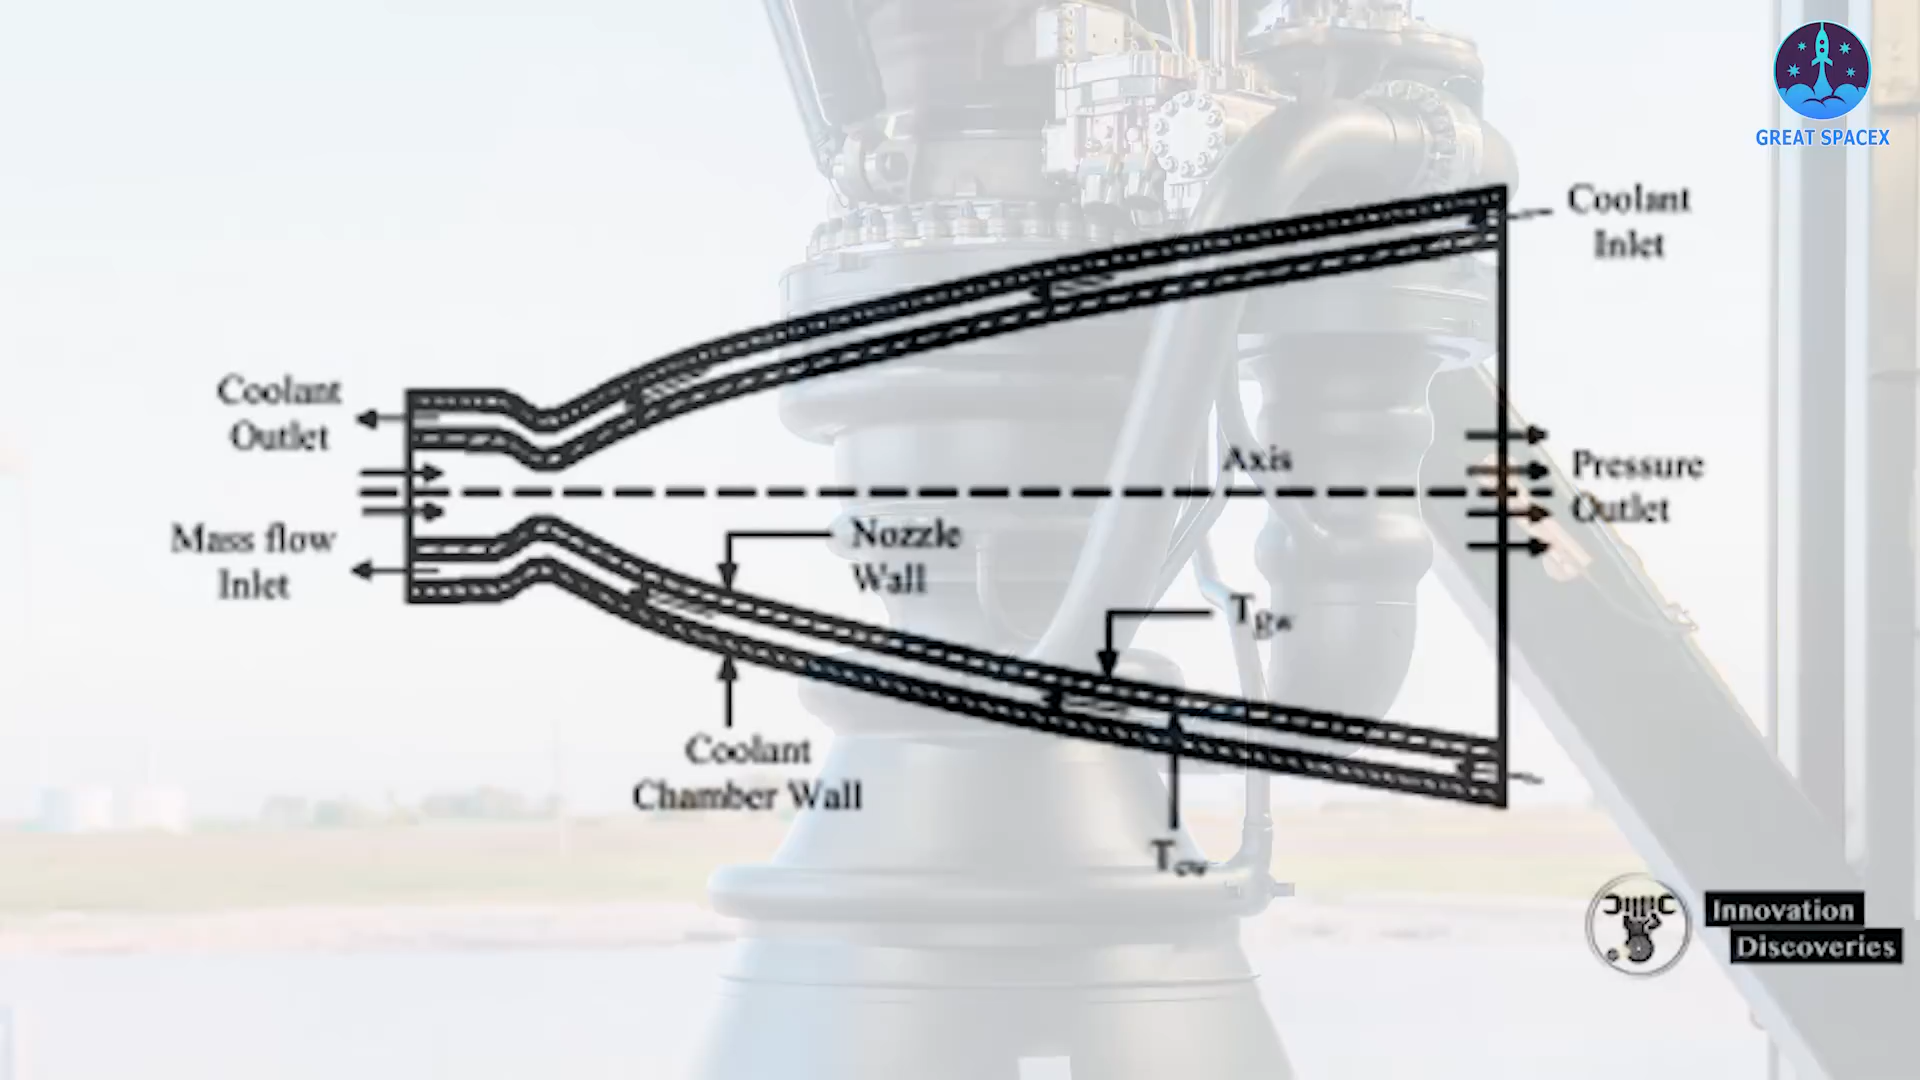 GREAT SPACEX
Coolant
Inlet
Coolant
Outlet
Axis
Pressure
Outlet
Mass flow
Inlet
Nozzle
Wall
Tgw
Coolant
Chamber Wall
Tcw
Innovation
Discoveries